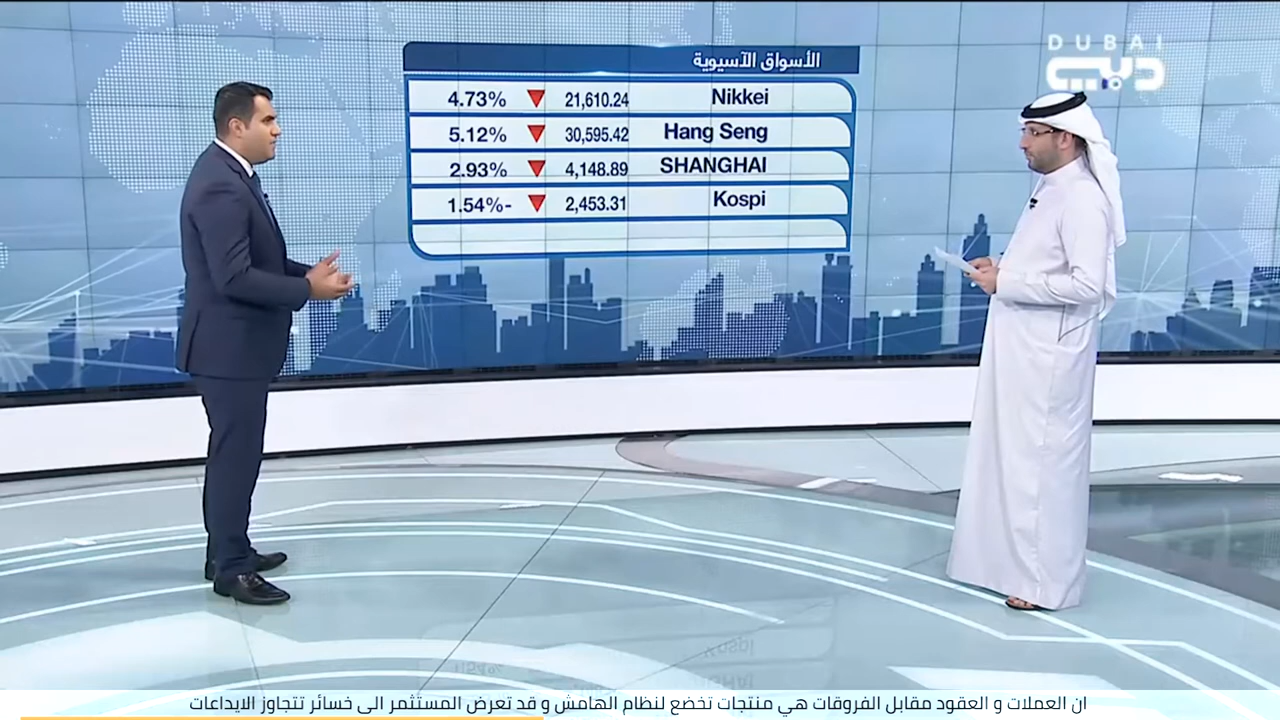 الأسواق الآسيوية
DUBAI
دبي
4.73% ▼ 21,610.24 Nikkei
5.12% ▼ 30,595.42 Hang Seng
2.93% ▼ 4,148.89 SHANGHAI
1.54%- ▼ 2,453.31 Kospi
ان العملات و العقود مقابل الفروقات هي منتجات تخضع لنظام الهامش و قد تعرض المستثمر الى خسائر تتجاوز الايداعات